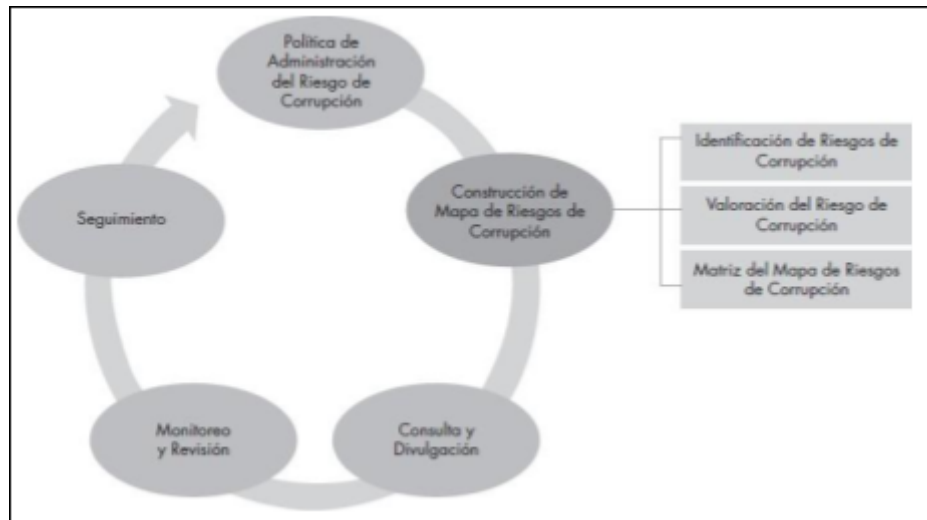 Política de
Administración
del Riesgo de
Corrupción
Construcción de
Mapa de Riesgos de
Corrupción
Identificación de Riesgos de
Corrupción
Valoración del Riesgo de
Corrupción
Matriz del Mapa de Riesgos
de Corrupción
Consulta y
Divulgación
Monitoreo
y Revisión
Seguimiento